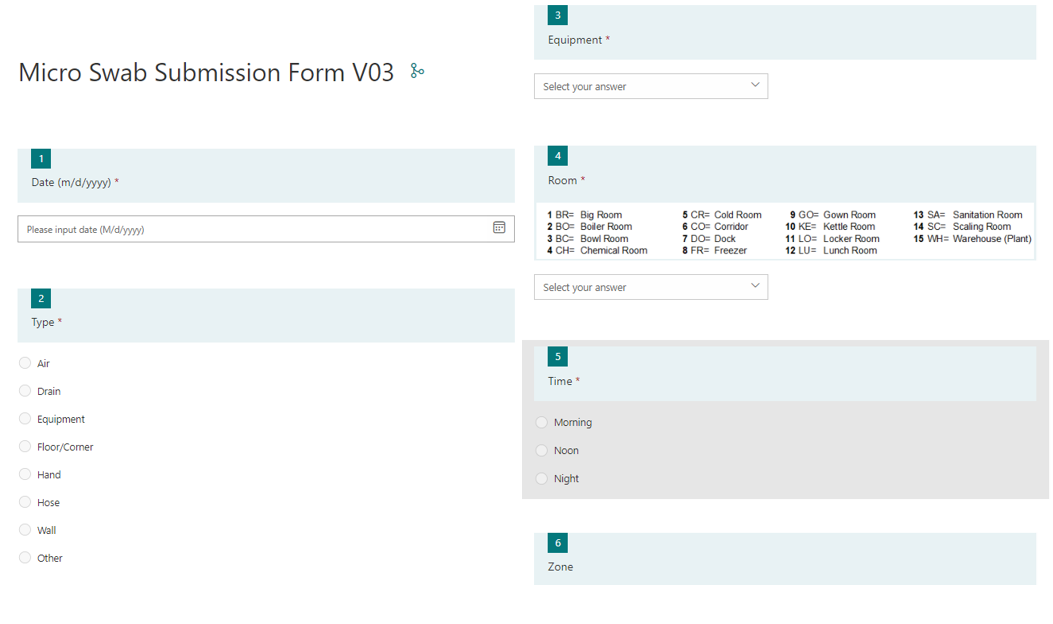 Micro Swab Submission Form V03
1
Date (m/d/yyyy) *
Please input date (M/d/yyyy)
2
Type *
Air
Drain
Equipment
Floor/Corner
Hand
Hose
Wall
Other
3
Equipment *
Select your answer
4
Room *
1 BR= Big Room 5 CR= Cold Room 9 GO= Gown Room 13 SA= Sanitation Room
2 BO= Boiler Room 6 CO= Corridor 10 KE= Kettle Room 14 SC= Scaling Room
3 BC= Bowl Room 7 DO= Dock 11 LO= Locker Room 15 WH= Warehouse (Plant)
4 CH= Chemical Room 8 FR= Freezer 12 LU= Lunch Room
Select your answer
5
Time *
Morning
Noon
Night
6
Zone